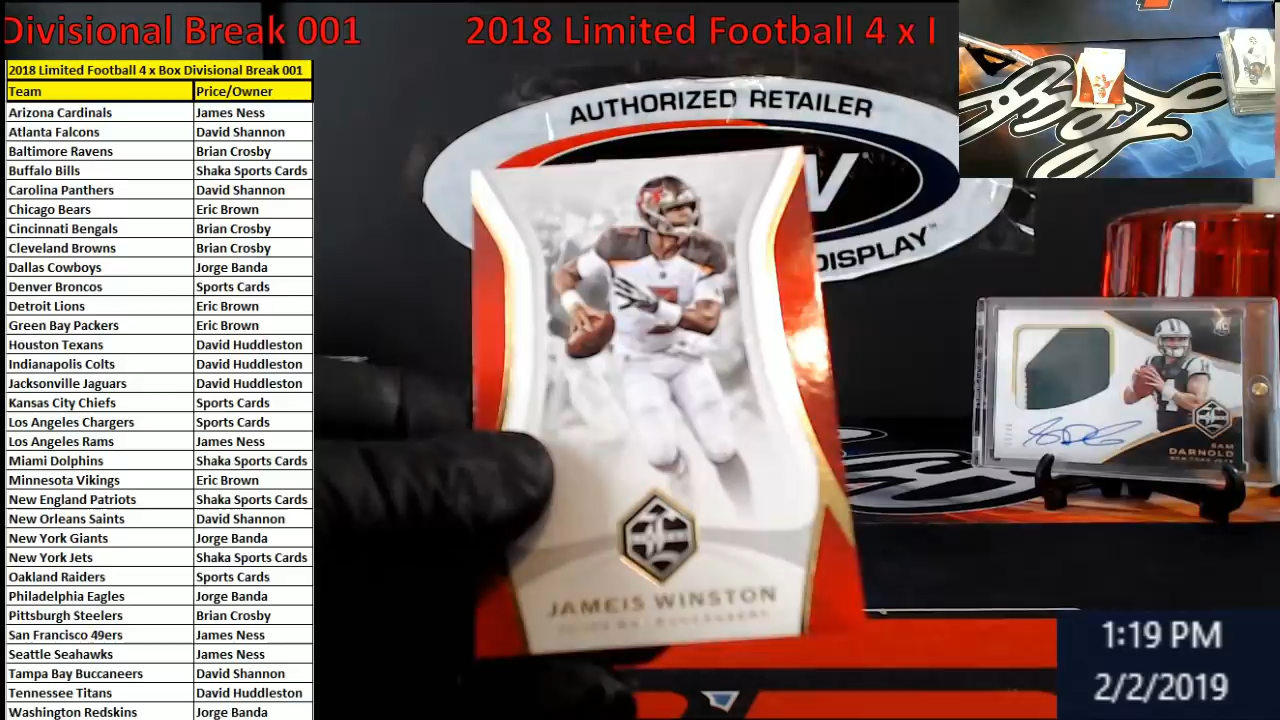 Divisional Break 001
2018 Limited Football 4 x
2018 Limited Football 4 x Box Divisional Break 001
Team Price/Owner
Arizona Cardinals James Ness
Atlanta Falcons David Shannon
Baltimore Ravens Brian Crosby
Buffalo Bills Shaka Sports Cards
Carolina Panthers David Shannon
Chicago Bears Eric Brown
Cincinnati Bengals Brian Crosby
Cleveland Browns Brian Crosby
Dallas Cowboys Jorge Banda
Denver Broncos Sports Cards
Detroit Lions Eric Brown
Green Bay Packers Eric Brown
Houston Texans David Huddleston
Indianapolis Colts David Huddleston
Jacksonville Jaguars David Huddleston
Kansas City Chiefs Sports Cards
Los Angeles Chargers Sports Cards
Los Angeles Rams James Ness
Miami Dolphins Shaka Sports Cards
Minnesota Vikings Eric Brown
New England Patriots Shaka Sports Cards
New Orleans Saints David Shannon
New York Giants Jorge Banda
New York Jets Shaka Sports Cards
Oakland Raiders Sports Cards
Philadelphia Eagles Jorge Banda
Pittsburgh Steelers Brian Crosby
San Francisco 49ers James Ness
Seattle Seahawks James Ness
Tampa Bay Buccaneers David Shannon
Tennessee Titans David Huddleston
Washington Redskins Jorge Banda
AUTHORIZED RETAILER
DISPLAY
JAMEIS WINSTON
RC
SAM
DARNOLD
NEW YORK JETS
1:19 PM
2/2/2019